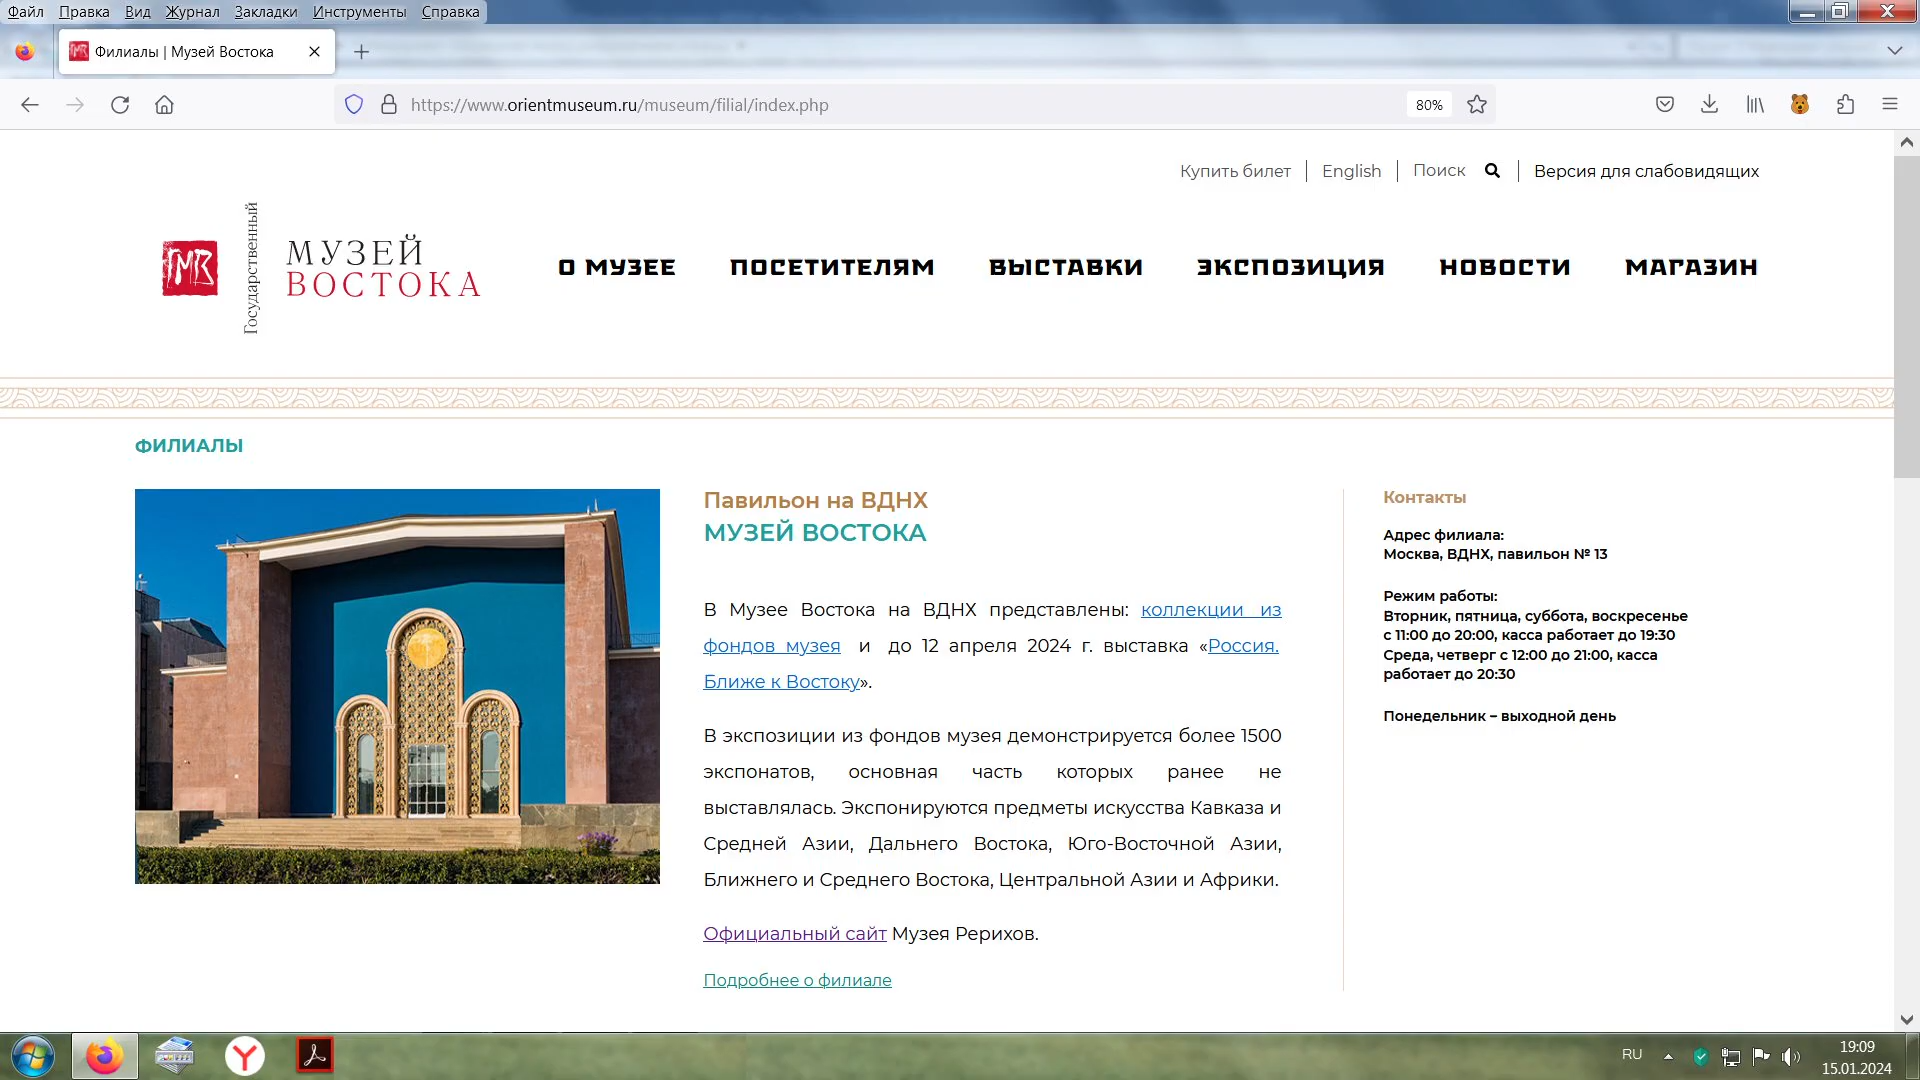 Файл Правка Вид Журнал Закладки Инструменты Справка
Филиалы | Музей Востока
https://www.orientmuseum.ru/museum/filial/index.php
80%
Купить билет English Поиск Версия для слабовидящих
ГМВ
Государственный
МУЗЕЙ
ВОСТОКА
О МУЗЕЕ ПОСЕТИТЕЛЯМ ВЫСТАВКИ ЭКСПОЗИЦИЯ НОВОСТИ МАГАЗИН
ФИЛИАЛЫ
Павильон на ВДНХ
МУЗЕЙ ВОСТОКА
В Музее Востока на ВДНХ представлены: коллекции из
фондов музея и до 12 апреля 2024 г. выставка «Россия.
Ближе к Востоку».
В экспозиции из фондов музея демонстрируется более 1500
экспонатов, основная часть которых ранее не
выставлялась. Экспонируются предметы искусства Кавказа и
Средней Азии, Дальнего Востока, Юго-Восточной Азии,
Ближнего и Среднего Востока, Центральной Азии и Африки.
Официальный сайт Музея Рерихов.
Подробнее о филиале
Контакты
Адрес филиала:
Москва, ВДНХ, павильон № 13
Режим работы:
Вторник, пятница, суббота, воскресенье
с 11:00 до 20:00, касса работает до 19:30
Среда, четверг с 12:00 до 21:00, касса
работает до 20:30
Понедельник – выходной день
RU
19:09
15.01.2024